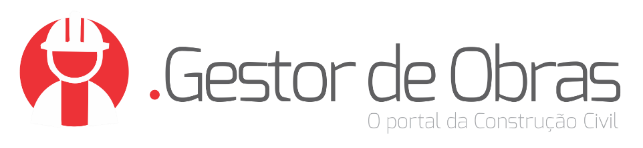 .Gestor de Obras
O portal da Construção Civil